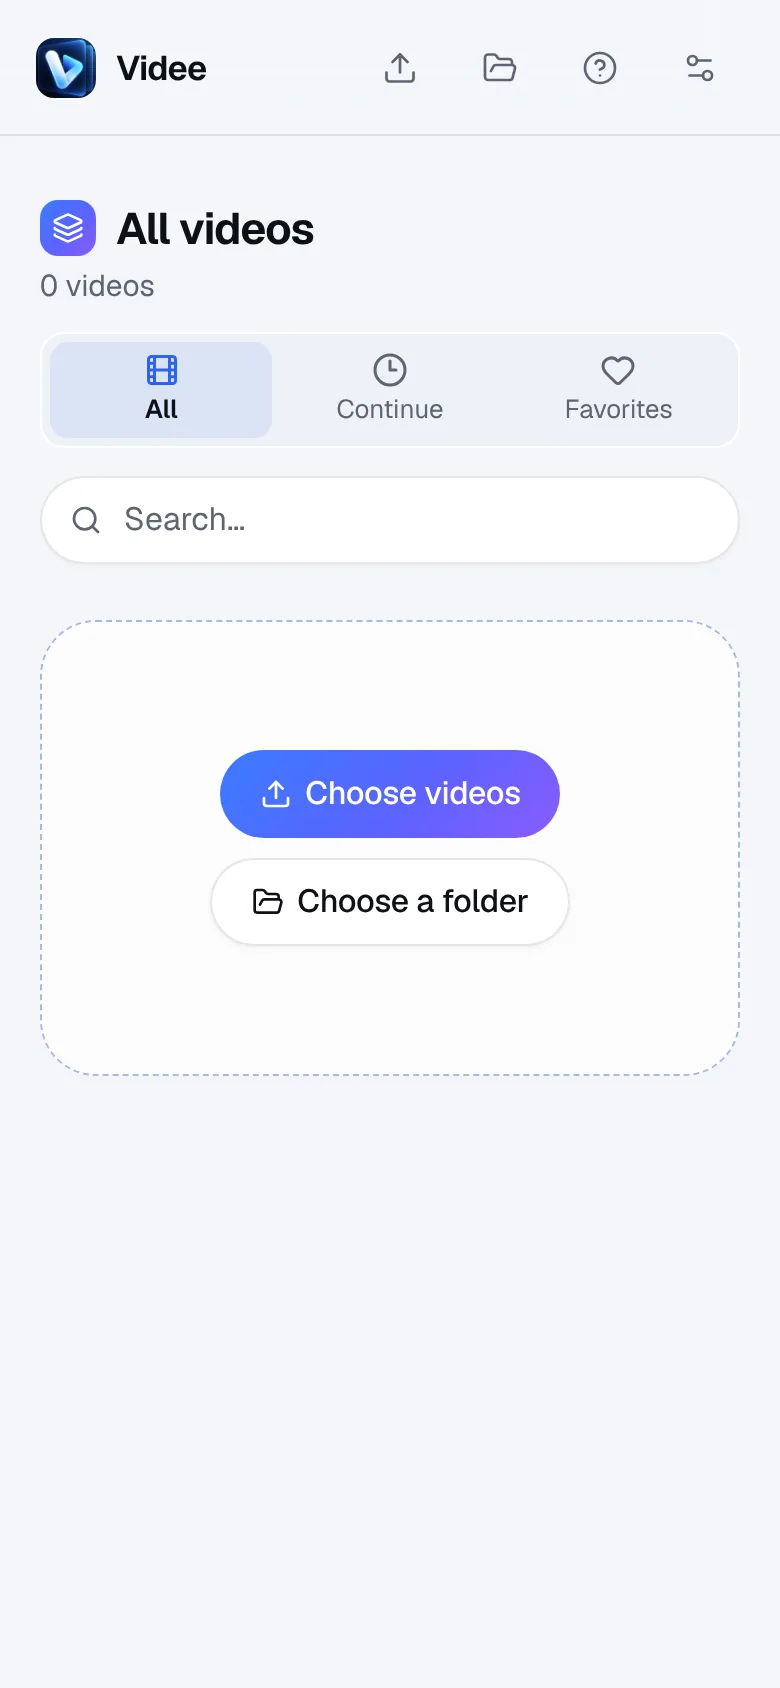 Videe
All videos
0 videos
All
Continue
Favorites
Search...
Choose videos
Choose a folder